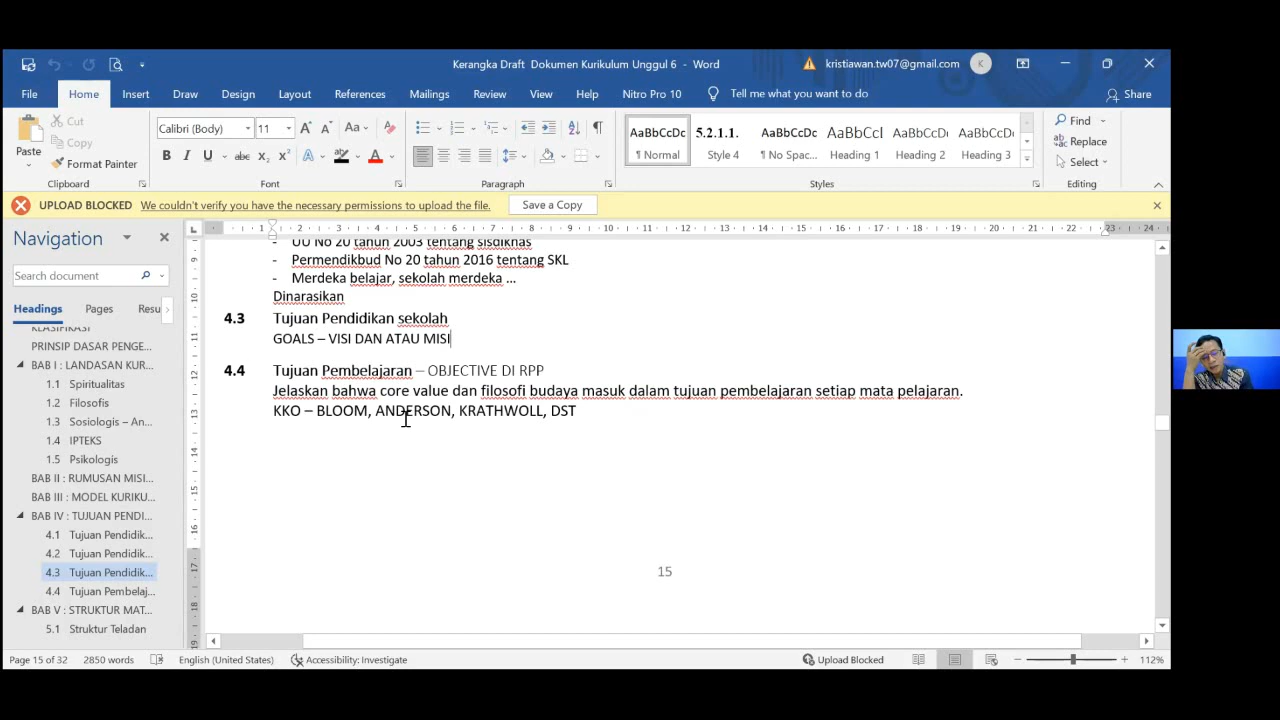 Kerangka Draft Dokumen Kurikulum Unggul 6 - Word
kristiawan.tw07@gmail.com
K
File Home Insert Draw Design Layout References Mailings Review View Help Nitro Pro 10 Tell me what you want to do Share
Paste
Cut
Copy
Format Painter
Clipboard
Calibri (Body) 11
Font
Paragraph
AaBbCcDc
¶ Normal
5.2.1.1.
Style 4
AaBbCcDc
¶ No Spac...
AaBbCcI
Heading 1
AaBbCcDc
Heading 2
AaBbCcDc
Heading 3
Styles
Find
Replace
Select
Editing
UPLOAD BLOCKED We couldn't verify you have the necessary permissions to upload the file. Save a Copy
Navigation
Search document
Headings Pages Resu
KLASIFIKASI
PRINSIP DASAR PENGE...
BAB I : LANDASAN KUR...
1.1 Spiritualitas
1.2 Filosofis
1.3 Sosiologis – An...
1.4 IPTEKS
1.5 Psikologis
BAB II : RUMUSAN MISI...
BAB III : MODEL KURIKU...
BAB IV : TUJUAN PENDI...
4.1 Tujuan Pendidik...
4.2 Tujuan Pendidik...
4.3 Tujuan Pendidik...
4.4 Tujuan Pembelaj...
BAB V : STRUKTUR MAT...
5.1 Struktur Teladan
- UU No 20 tahun 2003 tentang sisdiknas
- Permendikbud No 20 tahun 2016 tentang SKL
- Merdeka belajar, sekolah merdeka ...
Dinarasikan
4.3 Tujuan Pendidikan sekolah
GOALS – VISI DAN ATAU MISI
4.4 Tujuan Pembelajaran – OBJECTIVE DI RPP
Jelaskan bahwa core value dan filosofi budaya masuk dalam tujuan pembelajaran setiap mata pelajaran.
KKO – BLOOM, ANDERSON, KRATHWOLL, DST
15
Page 15 of 32 2850 words English (United States) Accessibility: Investigate Upload Blocked 112%